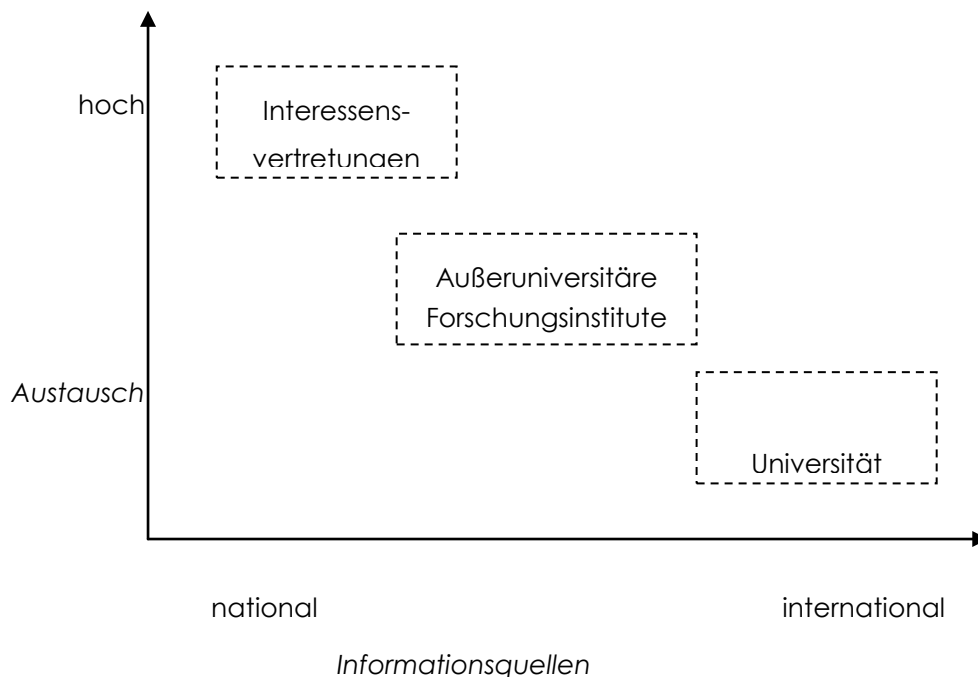 hoch
Interessens-
vertretungen
Außeruniversitäre
Forschungsinstitute
Austausch
Universität
national
international
Informationsquellen